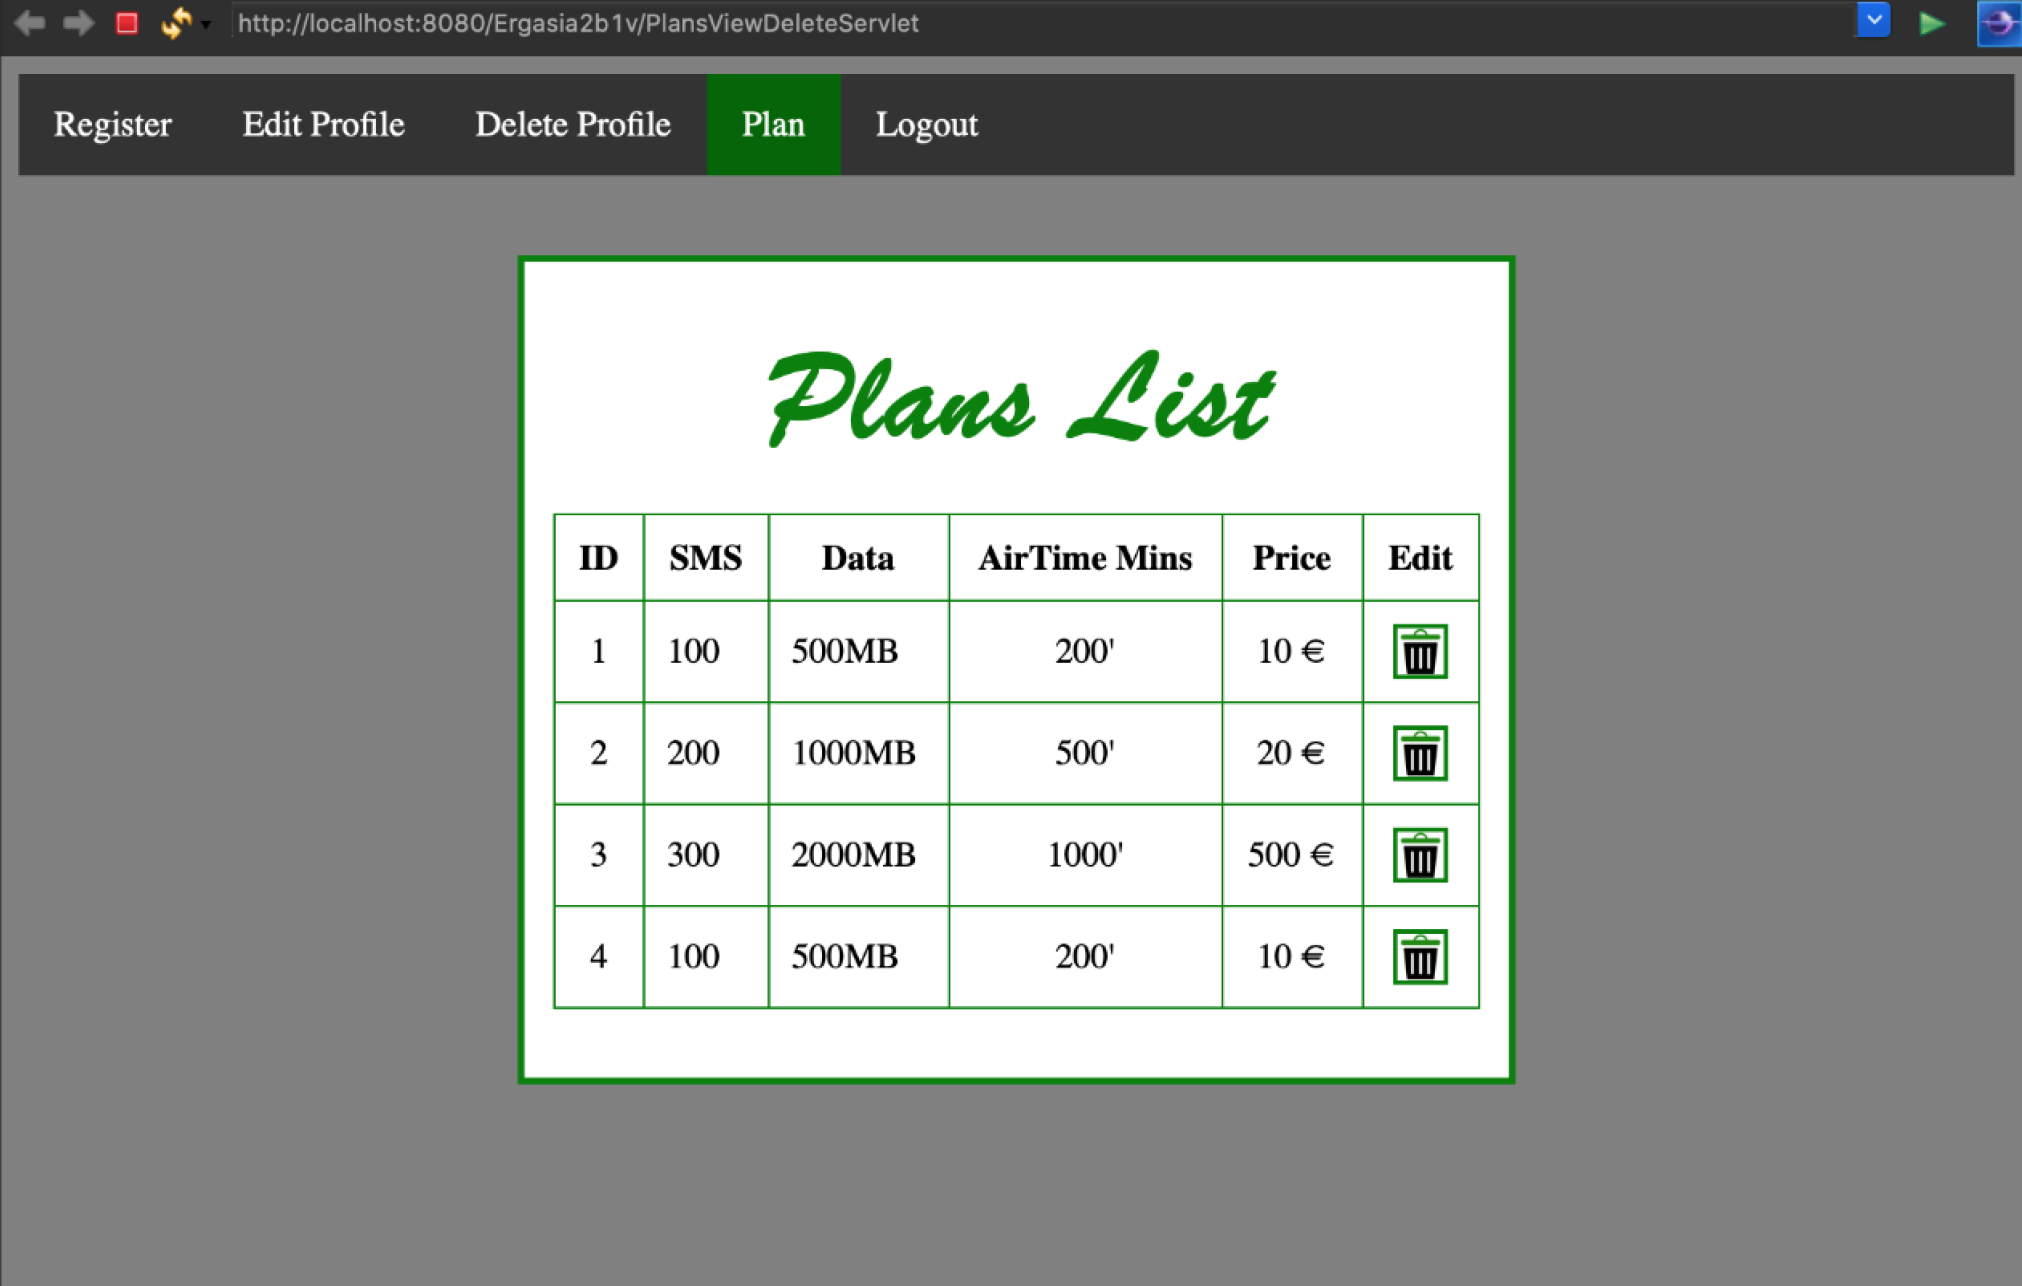 http://localhost:8080/Ergasia2b1v/PlansViewDeleteServlet
Register Edit Profile Delete Profile Plan Logout
Plans List
ID SMS Data AirTime Mins Price Edit
1 100 500MB 200' 10 €
2 200 1000MB 500' 20 €
3 300 2000MB 1000' 500 €
4 100 500MB 200' 10 €